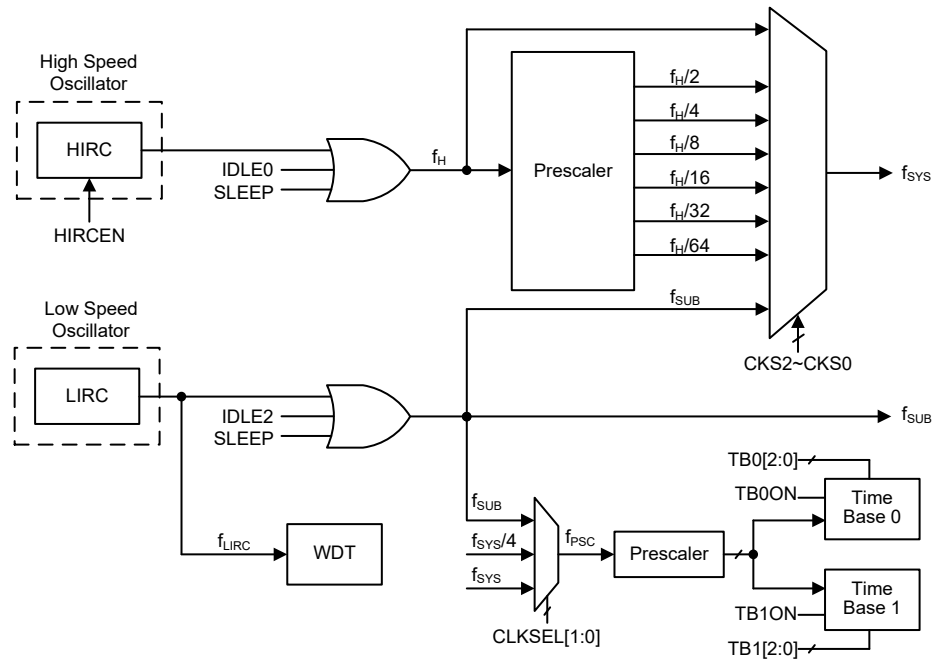 High Speed
Oscillator
HIRC
HIRCEN
IDLE0
SLEEP
fH
Prescaler
fH/2
fH/4
fH/8
fH/16
fH/32
fH/64
fSUB
fSYS
CKS2~CKS0
Low Speed
Oscillator
LIRC
IDLE2
SLEEP
fSUB
fLIRC
WDT
fSUB
fSYS/4
fSYS
CLKSEL[1:0]
fPSC
Prescaler
TB0[2:0]
TB0ON
Time
Base 0
Time
Base 1
TB1ON
TB1[2:0]